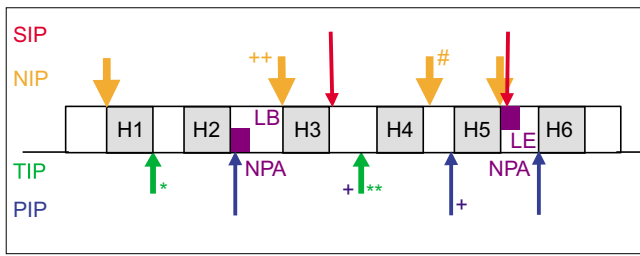 SIP
NIP ++ #
LB
H1 H2 H3 H4 H5 H6
LE
TIP NPA NPA
* + **
PIP +